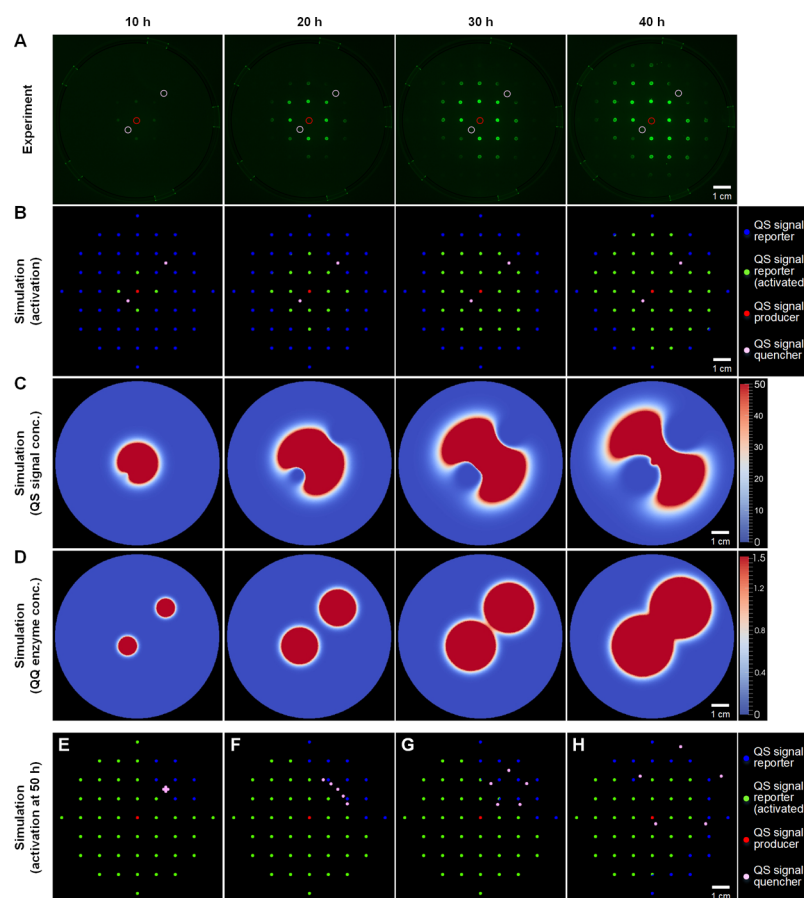 10 h 20 h 30 h 40 h
A
Experiment
1 cm
B
Simulation
(activation)
1 cm
QS signal
reporter
QS signal
reporter
(activated)
QS signal
producer
QS signal
quencher
C
Simulation
(QS signal conc.)
1 cm
50
40
30
20
10
0
D
Simulation
(QQ enzyme conc.)
1 cm
1.5
1.2
0.8
0.4
0
E F G H
Simulation
(activation at 50 h)
1 cm
QS signal
reporter
QS signal
reporter
(activated)
QS signal
producer
QS signal
quencher